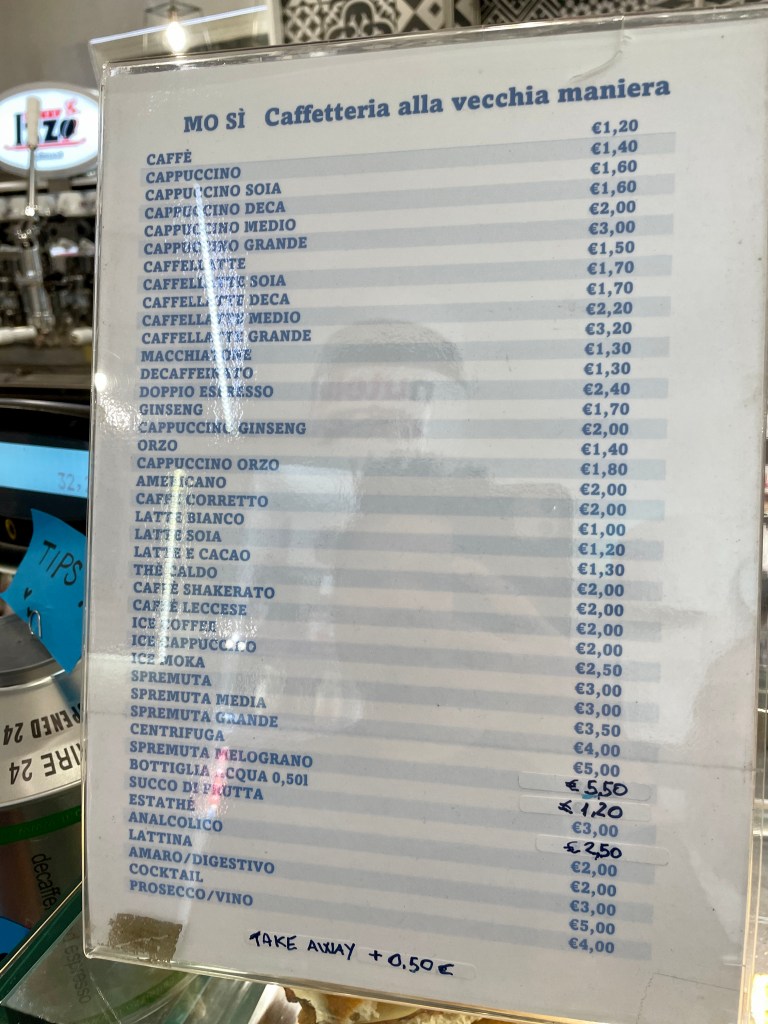 MO SÌ Caffetteria alla vecchia maniera
CAFFÈ €1,20
CAPPUCCINO €1,40
CAPPUCCINO SOIA €1,60
CAPPUCCINO DECA €1,60
CAPPUCCINO MEDIO €2,00
CAPPUCCINO GRANDE €3,00
CAFFELLATTE €1,50
CAFFELLATTE SOIA €1,70
CAFFELLATTE DECA €1,70
CAFFELLATTE MEDIO €2,20
CAFFELLATTE GRANDE €3,20
MACCHIATONE €1,30
DECAFFEINATO €1,30
DOPPIO ESPRESSO €2,40
GINSENG €1,70
CAPPUCCINO GINSENG €2,00
ORZO €1,40
CAPPUCCINO ORZO €1,80
AMERICANO €2,00
CAFFÈ CORRETTO €2,00
LATTE BIANCO €1,00
LATTE SOIA €1,20
LATTE E CACAO €1,30
THÈ CALDO €2,00
CAFFÈ SHAKERATO €2,00
CAFFÈ LECCESE €2,00
ICE COFFEE €2,00
ICE CAPPUCCICO €2,50
ICE MOKA €3,00
SPREMUTA €3,00
SPREMUTA MEDIA €3,50
SPREMUTA GRANDE €4,00
CENTRIFUGA €5,00
SPREMUTA MELOGRANO € 5,50
BOTTIGLIA ACQUA 0,50l € 1,20
SUCCO DI FRUTTA €3,00
ESTATHÉ € 2,50
ANALCOLICO €2,00
LATTINA €2,00
AMARO/DIGESTIVO €3,00
COCKTAIL €5,00
PROSECCO/VINO €4,00
TAKE AWAY + 0,50 €
Izzo
TIPS
decaffe